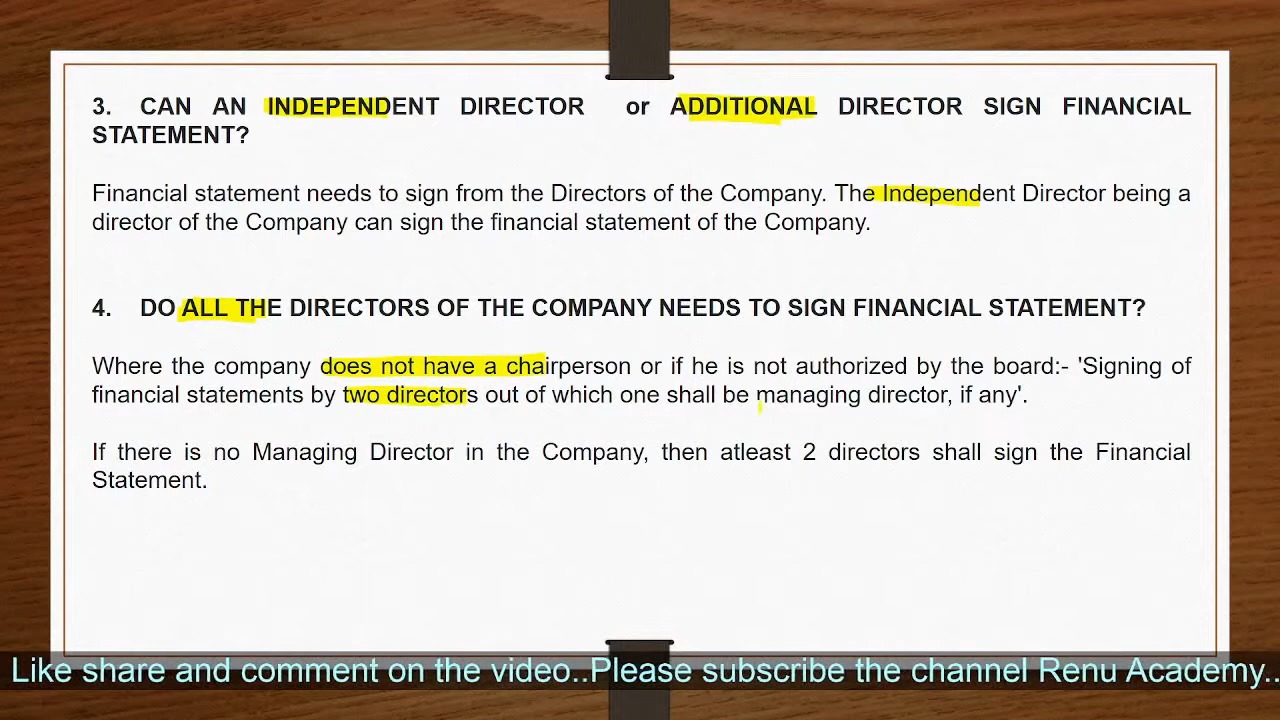 3. CAN AN INDEPENDENT DIRECTOR or ADDITIONAL DIRECTOR SIGN FINANCIAL
STATEMENT?
Financial statement needs to sign from the Directors of the Company. The Independent Director being a
director of the Company can sign the financial statement of the Company.
4. DO ALL THE DIRECTORS OF THE COMPANY NEEDS TO SIGN FINANCIAL STATEMENT?
Where the company does not have a chairperson or if he is not authorized by the board:- 'Signing of
financial statements by two directors out of which one shall be managing director, if any'.
If there is no Managing Director in the Company, then atleast 2 directors shall sign the Financial
Statement.
Like share and comment on the video..Please subscribe the channel Renu Academy..